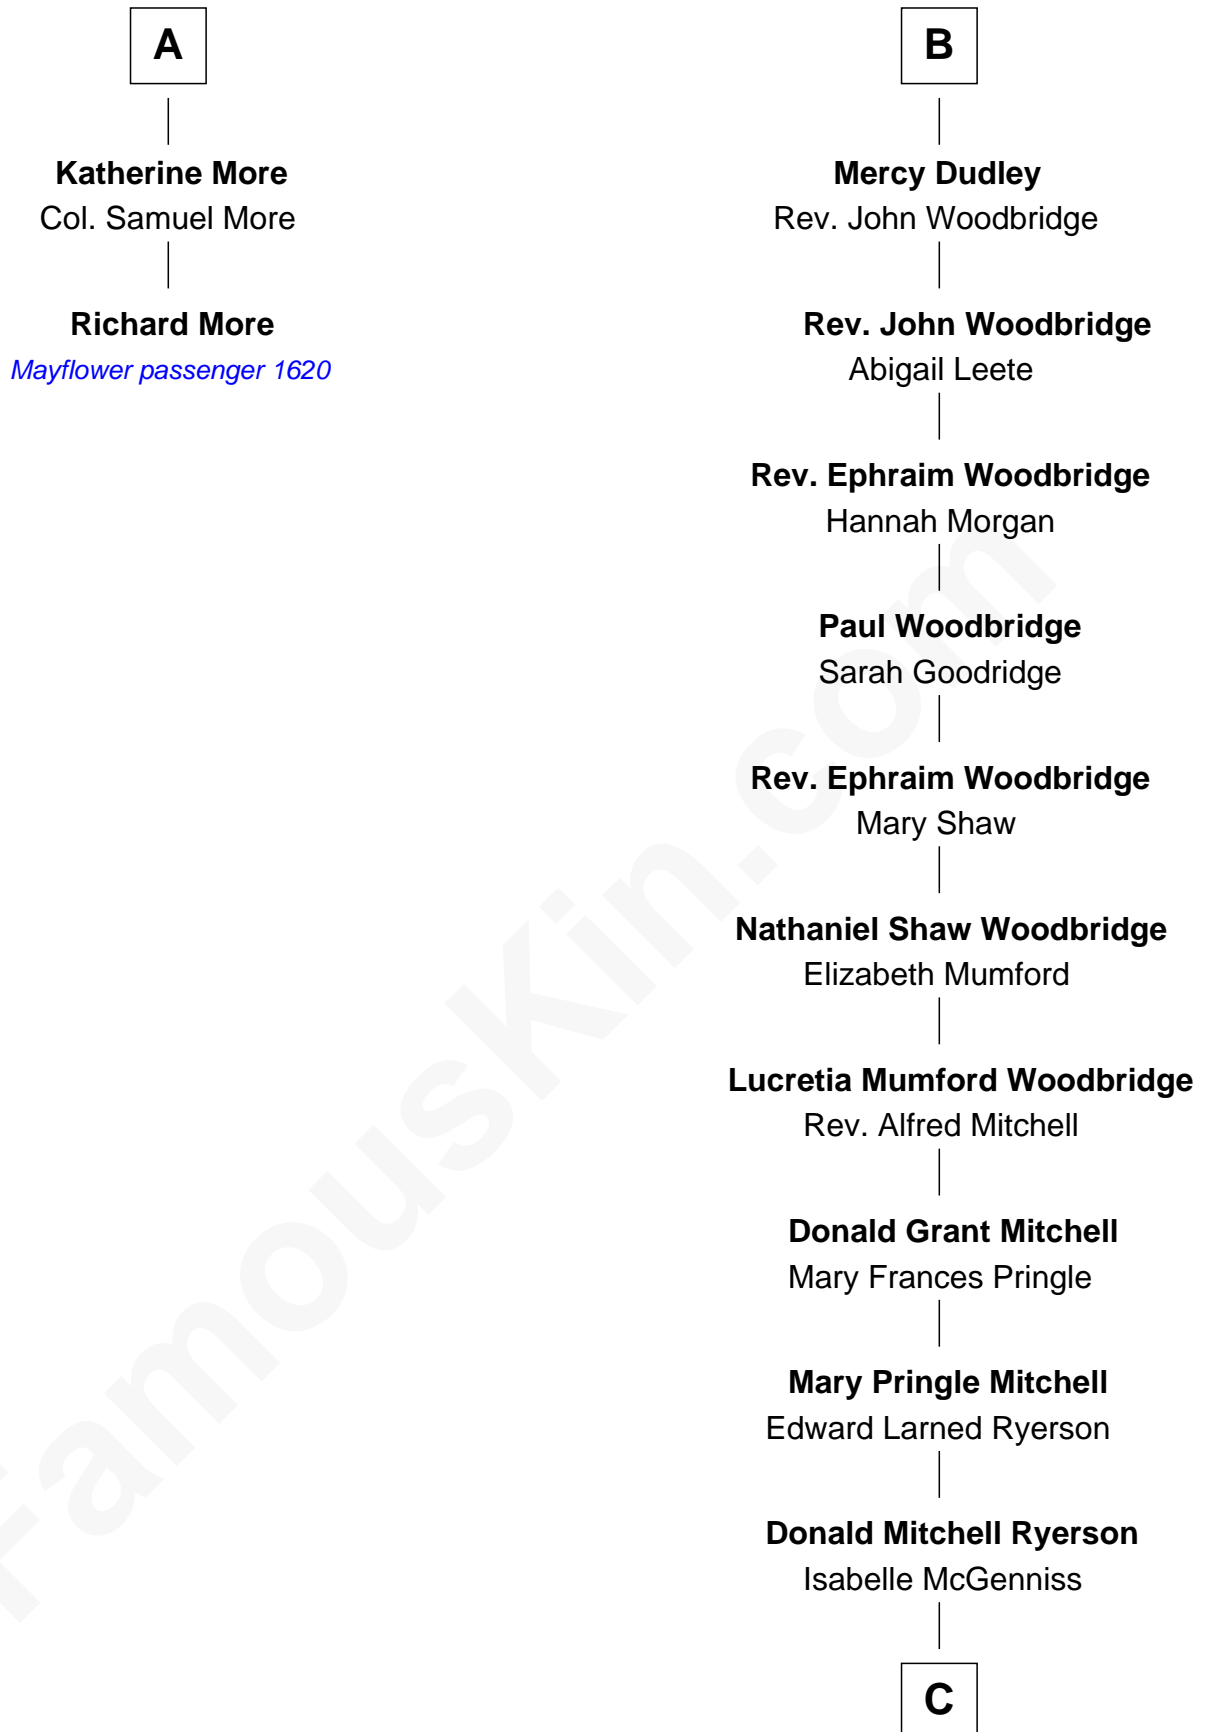 A
Katherine More
Col. Samuel More
Richard More
Mayflower passenger 1620
B
Mercy Dudley
Rev. John Woodbridge
Rev. John Woodbridge
Abigail Leete
Rev. Ephraim Woodbridge
Hannah Morgan
Paul Woodbridge
Sarah Goodridge
Rev. Ephraim Woodbridge
Mary Shaw
Nathaniel Shaw Woodbridge
Elizabeth Mumford
Lucretia Mumford Woodbridge
Rev. Alfred Mitchell
Donald Grant Mitchell
Mary Frances Pringle
Mary Pringle Mitchell
Edward Larned Ryerson
Donald Mitchell Ryerson
Isabelle McGenniss
C
FamousKin.com